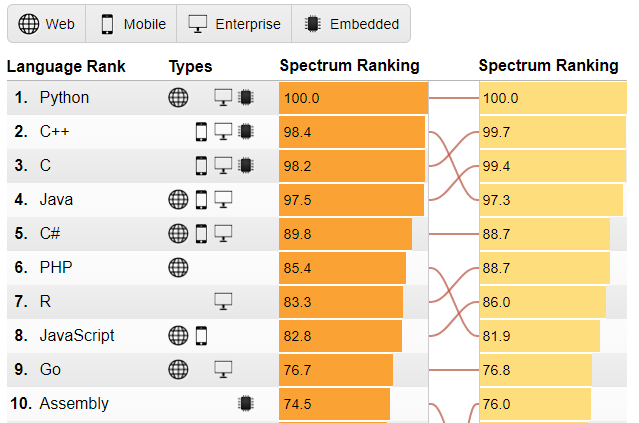 Web Mobile Enterprise Embedded
Language Rank Types Spectrum Ranking Spectrum Ranking
1. Python 100.0 100.0
2. C++ 98.4 99.7
3. C 98.2 99.4
4. Java 97.5 97.3
5. C# 89.8 88.7
6. PHP 85.4 88.7
7. R 83.3 86.0
8. JavaScript 82.8 81.9
9. Go 76.7 76.8
10. Assembly 74.5 76.0